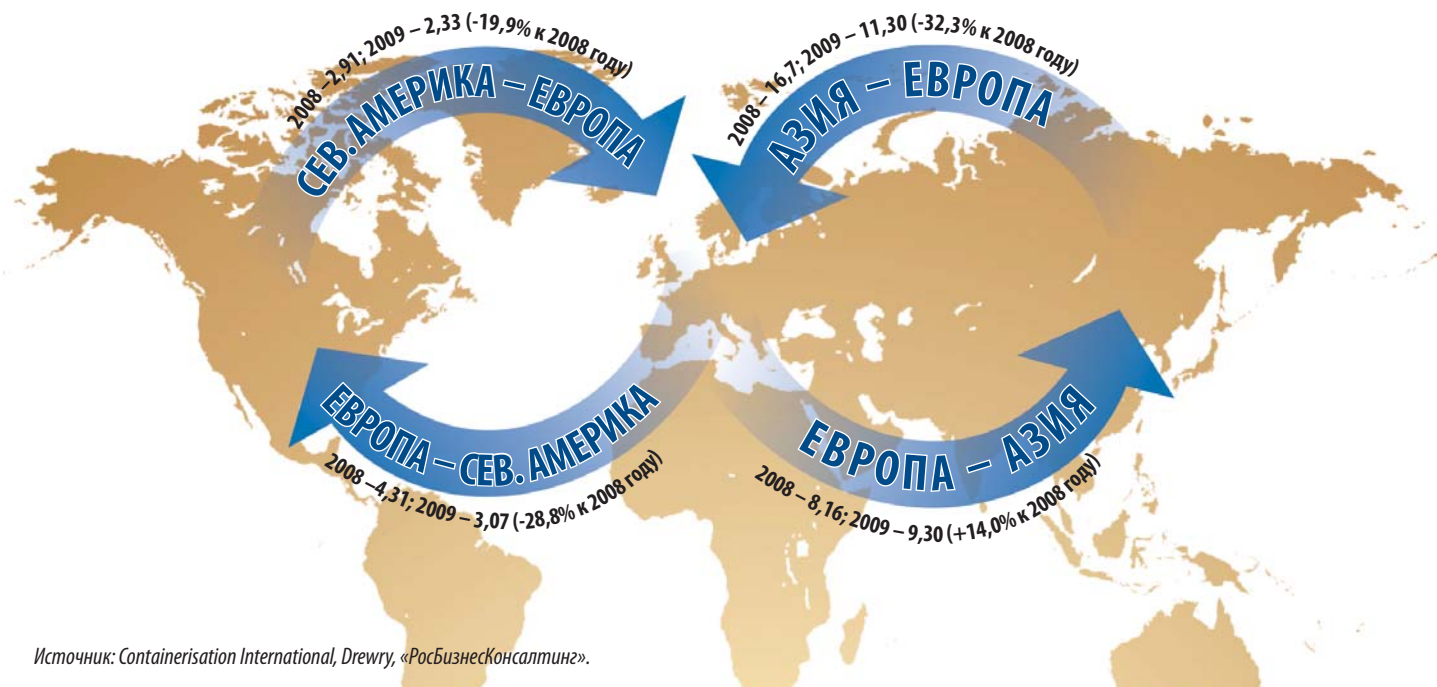 2008 –2,91; 2009 – 2,33 (-19,9% к 2008 году)
СЕВ. АМЕРИКА – ЕВРОПА
2008 – 16,7; 2009 – 11,30 (-32,3% к 2008 году)
АЗИЯ – ЕВРОПА
ЕВРОПА – СЕВ. АМЕРИКА
2008 –4,31; 2009 – 3,07 (-28,8% к 2008 году)
ЕВРОПА – АЗИЯ
2008 – 8,16; 2009 – 9,30 (+14,0% к 2008 году)
Источник: Containerisation International, Drewry, «РосБизнесКонсалтинг».